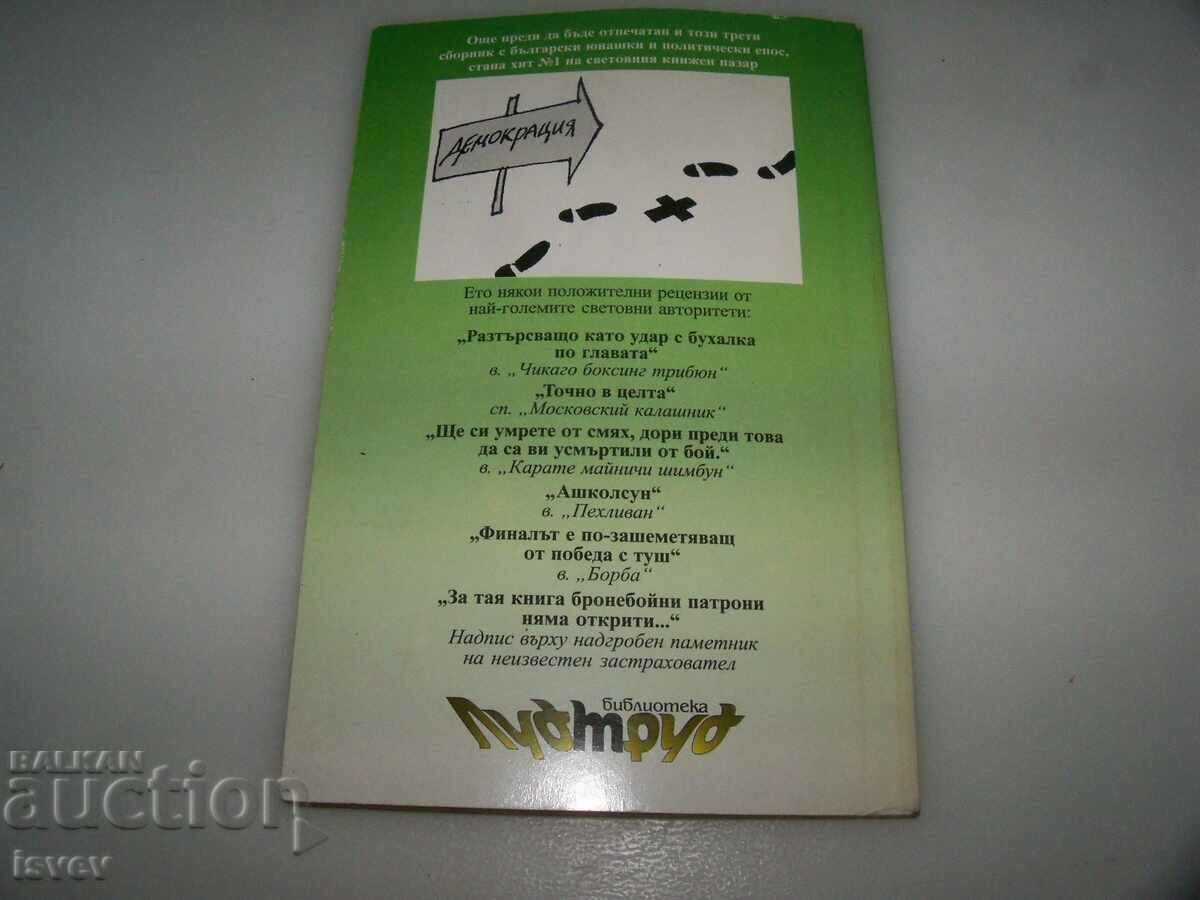 Още преди да бъде отпечатан и този трети
сборник с български юнашки и политически епос,
стана хит №1 на световния книжен пазар
ДЕМОКРАЦИЯ
Ето някои положителни рецензии от
най-големите световни авторитети:
„Разтърсващо като удар с бухалка
по главата“
в. „Чикаго боксинг трибюн“
„Точно в целта“
сп. „Московский калашник“
„Ще си умрете от смях, дори преди това
да са ви усмъртили от бой.“
в. „Карате майничи шимбун“
„Ашколсун“
в. „Пехливан“
„Финалът е по-зашеметяващ
от победа с туш“
в. „Борба“
„За тая книга бронебойни патрони
няма открити...“
Надпис върху надгробен паметник
на неизвестен застраховател
библиотека
Луд труд
BALKAN
auction
isvev